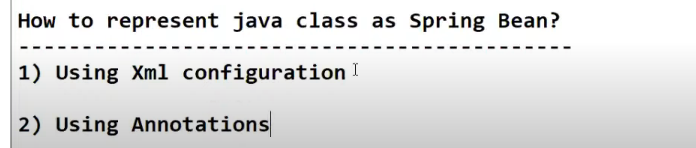 How to represent java class as Spring Bean?
--------------------------------------------
1) Using Xml configuration
2) Using Annotations